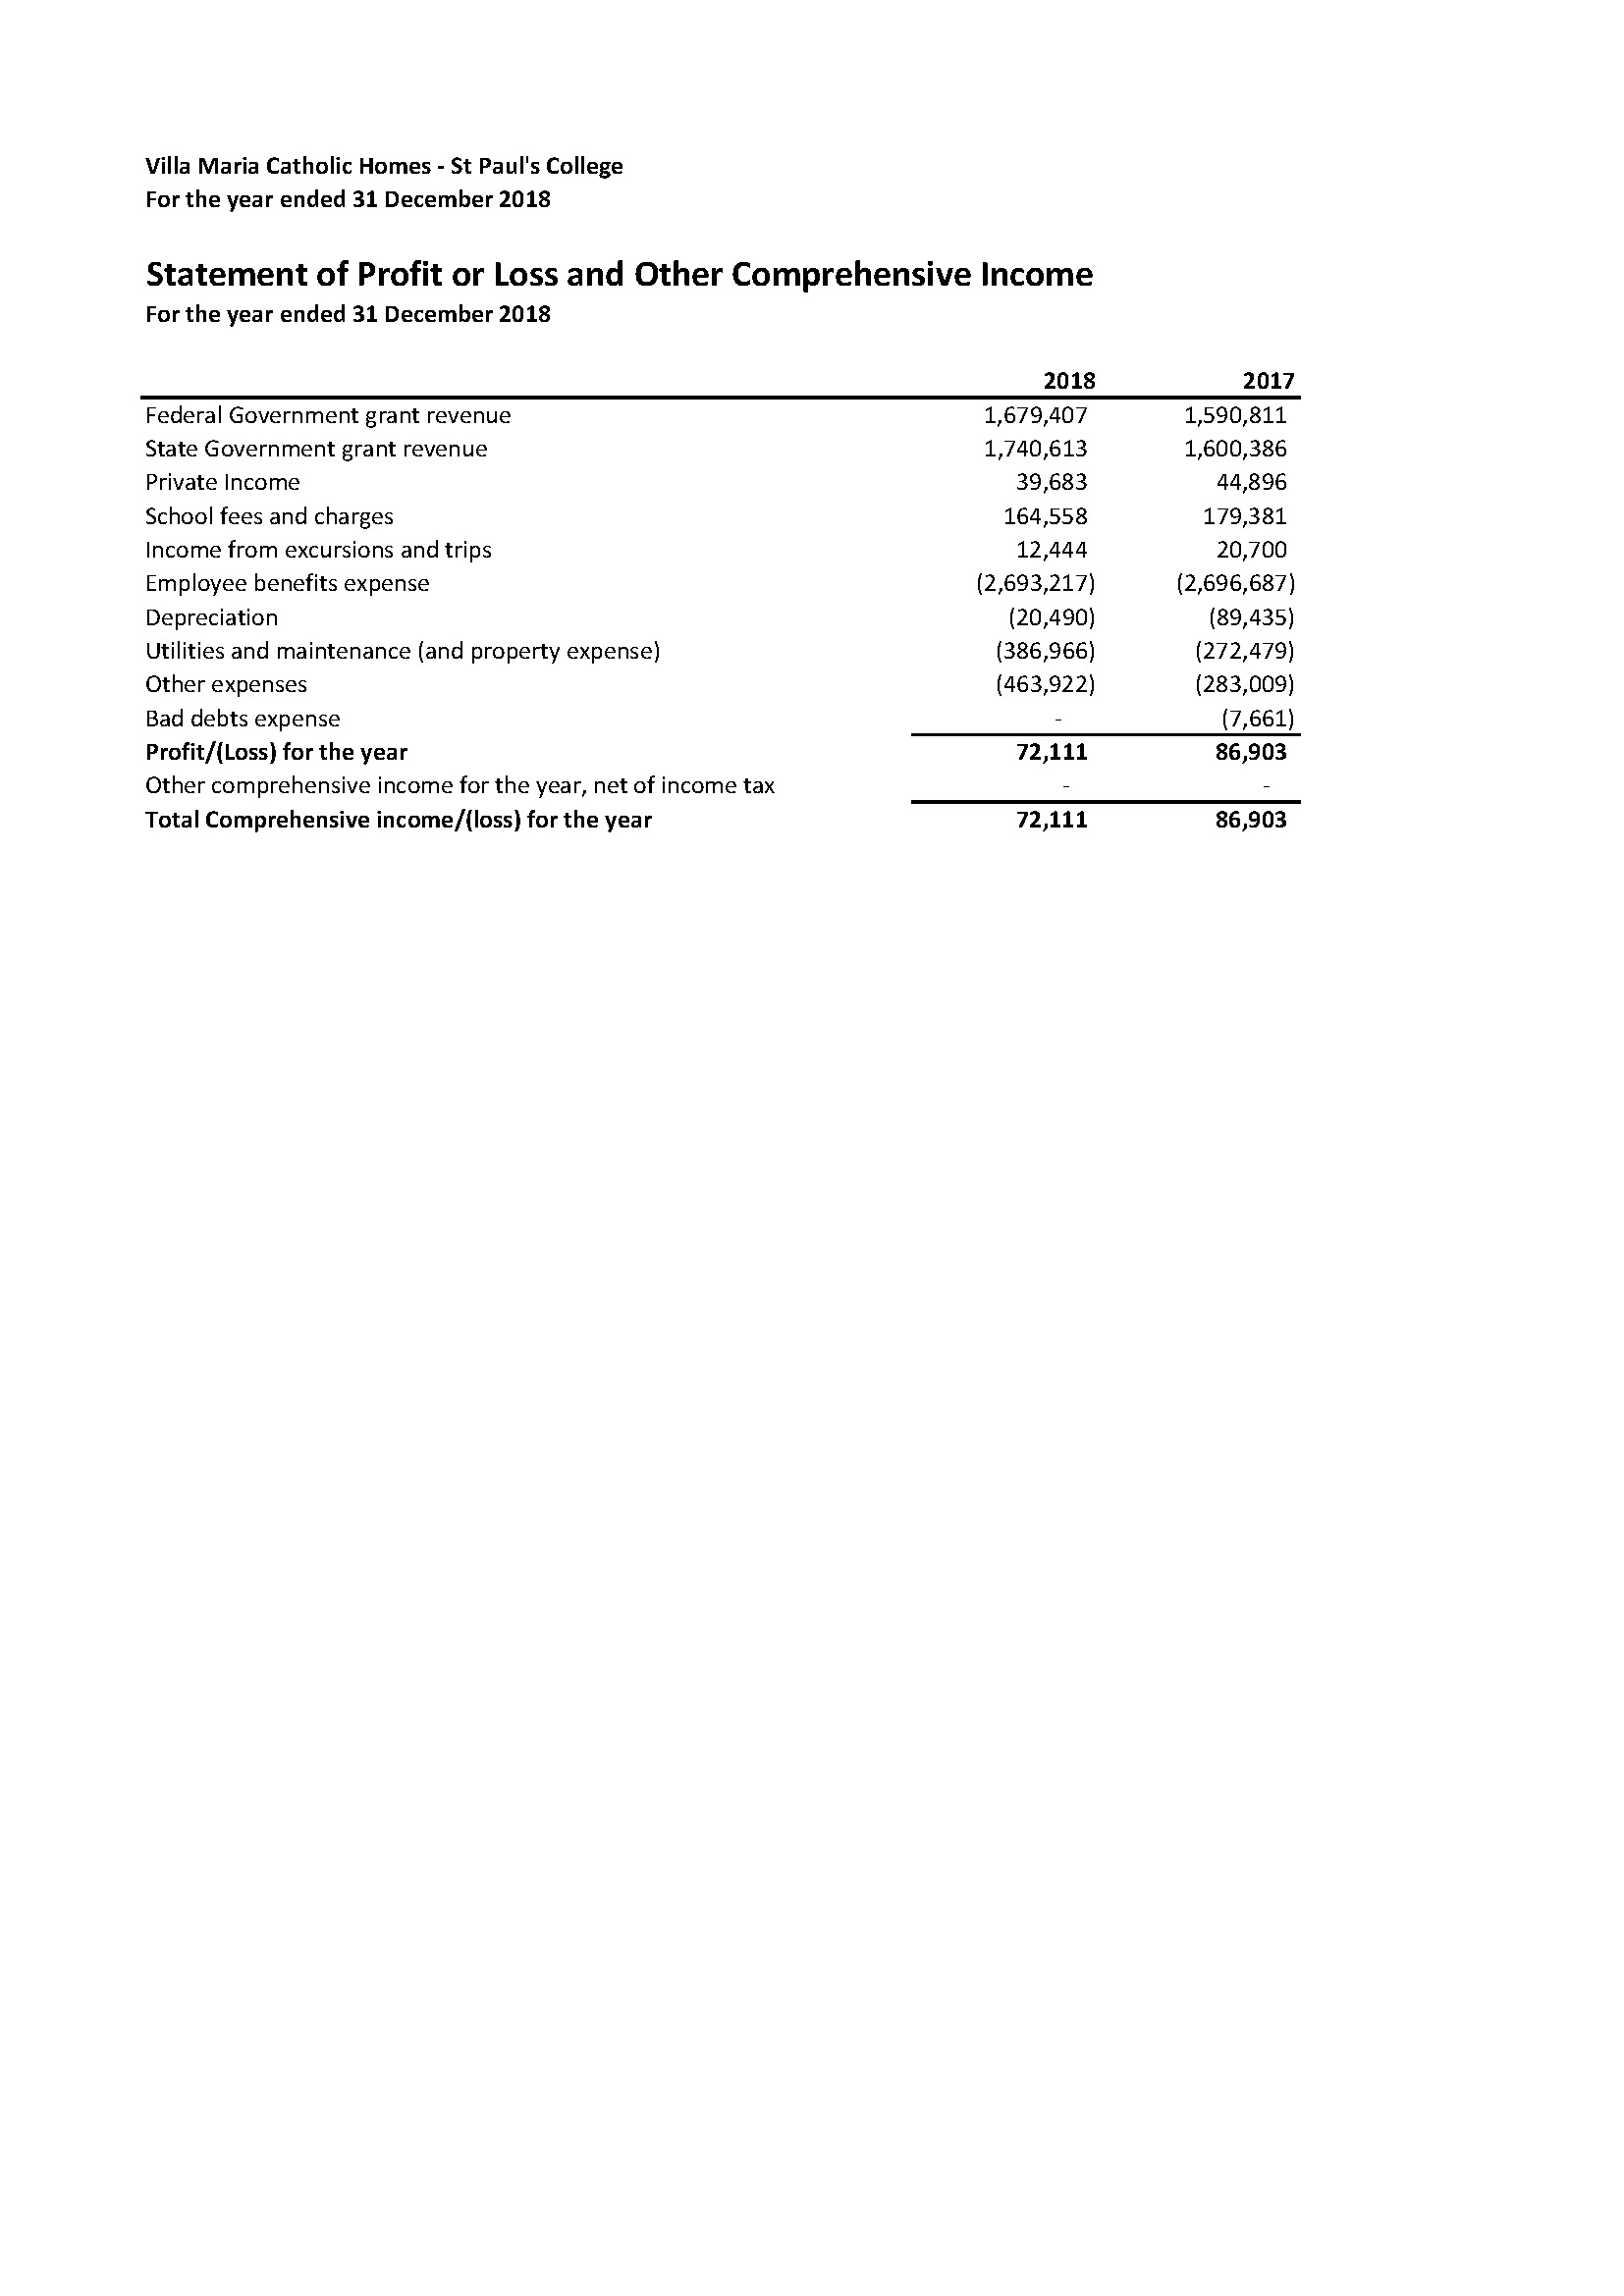 Villa Maria Catholic Homes - St Paul's College
For the year ended 31 December 2018
Statement of Profit or Loss and Other Comprehensive Income
For the year ended 31 December 2018
2018 2017
Federal Government grant revenue 1,679,407 1,590,811
State Government grant revenue 1,740,613 1,600,386
Private Income 39,683 44,896
School fees and charges 164,558 179,381
Income from excursions and trips 12,444 20,700
Employee benefits expense (2,693,217) (2,696,687)
Depreciation (20,490) (89,435)
Utilities and maintenance (and property expense) (386,966) (272,479)
Other expenses (463,922) (283,009)
Bad debts expense - (7,661)
Profit/(Loss) for the year 72,111 86,903
Other comprehensive income for the year, net of income tax - -
Total Comprehensive income/(loss) for the year 72,111 86,903